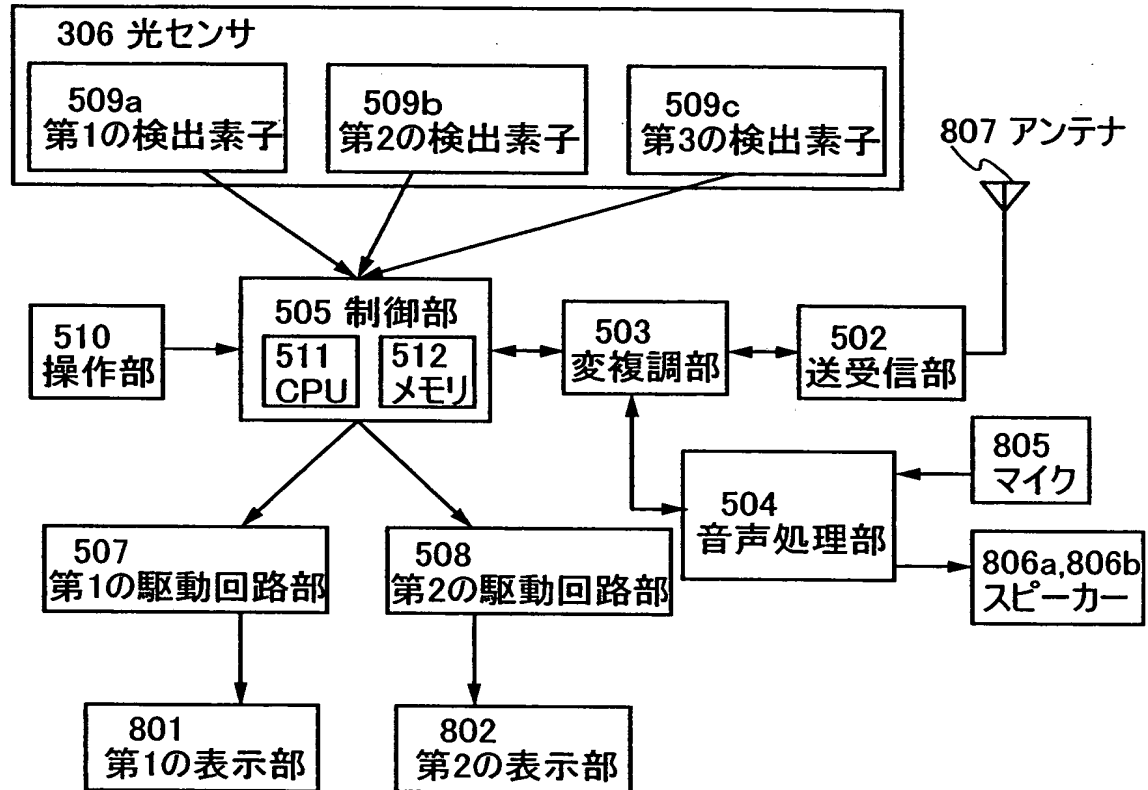 306 光センサ
509a
第1の検出素子
509b
第2の検出素子
509c
第3の検出素子
807 アンテナ
505 制御部
511
CPU
512
メモリ
510
操作部
503
変複調部
502
送受信部
805
マイク
504
音声処理部
806a,806b
スピーカー
507
第1の駆動回路部
508
第2の駆動回路部
801
第1の表示部
802
第2の表示部